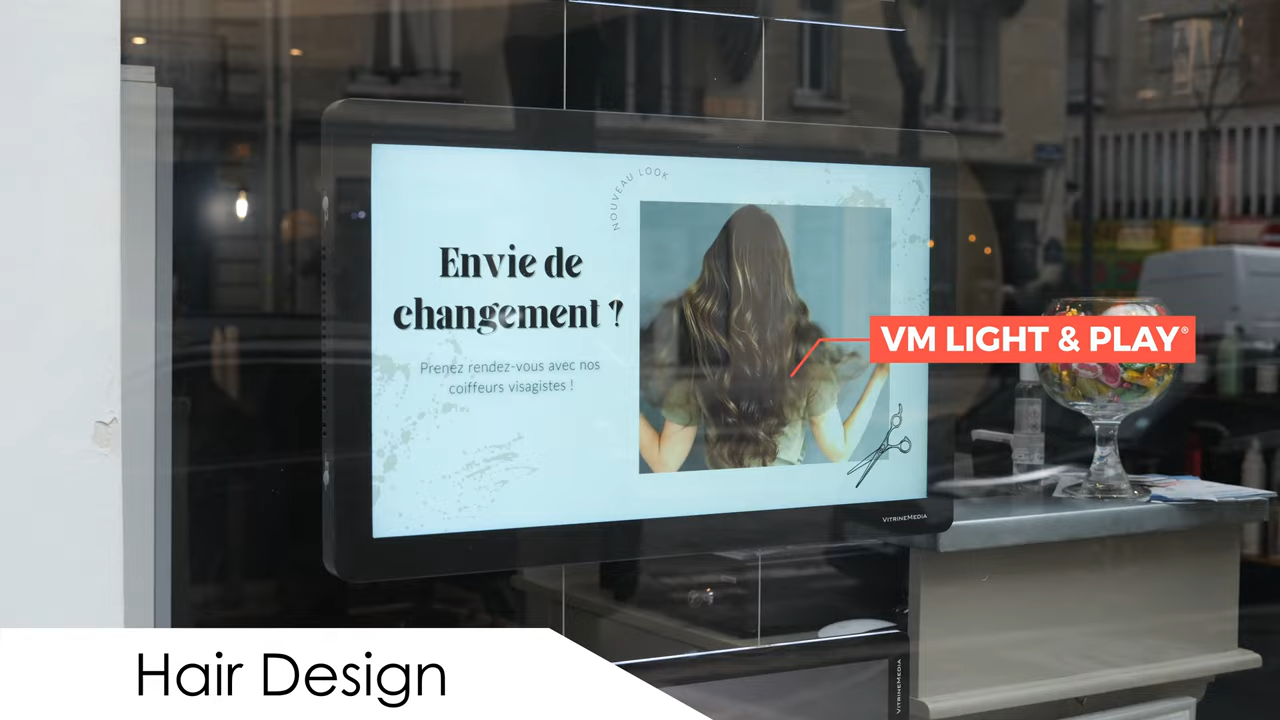 NOUVEAU LOOK
Envie de
changement ?
Prenez rendez-vous avec nos
coiffeurs visagistes !
VM LIGHT & PLAY®
VITRINEMEDIA
VITRINEMEDIA
Hair Design